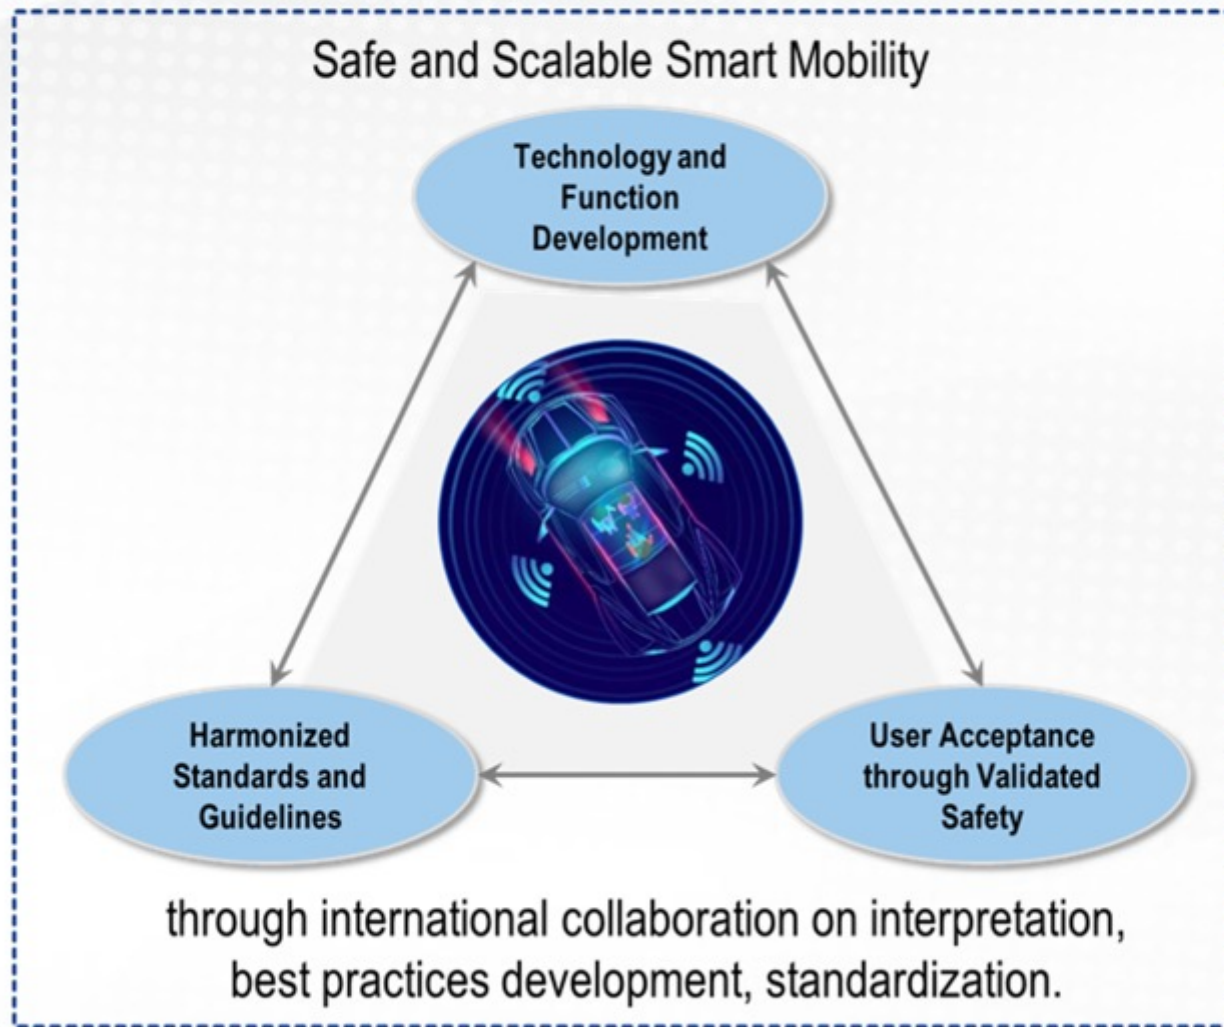 Safe and Scalable Smart Mobility
Technology and
Function
Development
Harmonized
Standards and
Guidelines
User Acceptance
through Validated
Safety
through international collaboration on interpretation,
best practices development, standardization.